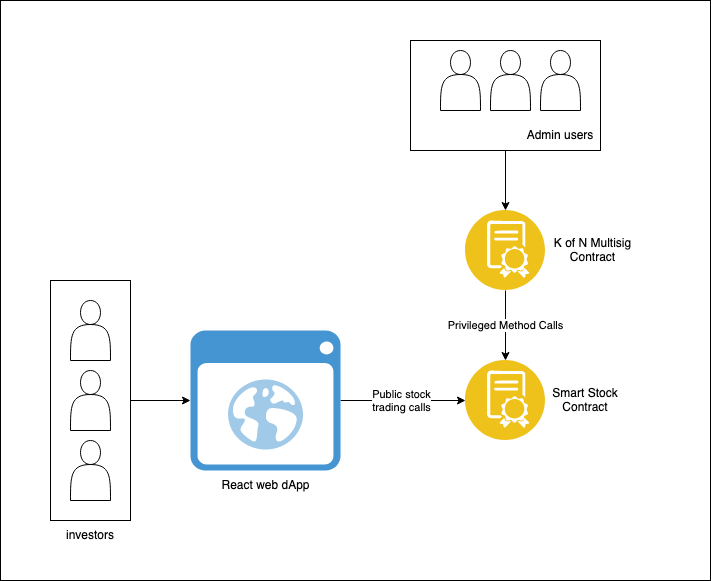 Admin users
K of N Multisig
Contract
Privileged Method Calls
Public stock
trading calls
Smart Stock
Contract
React web dApp
investors